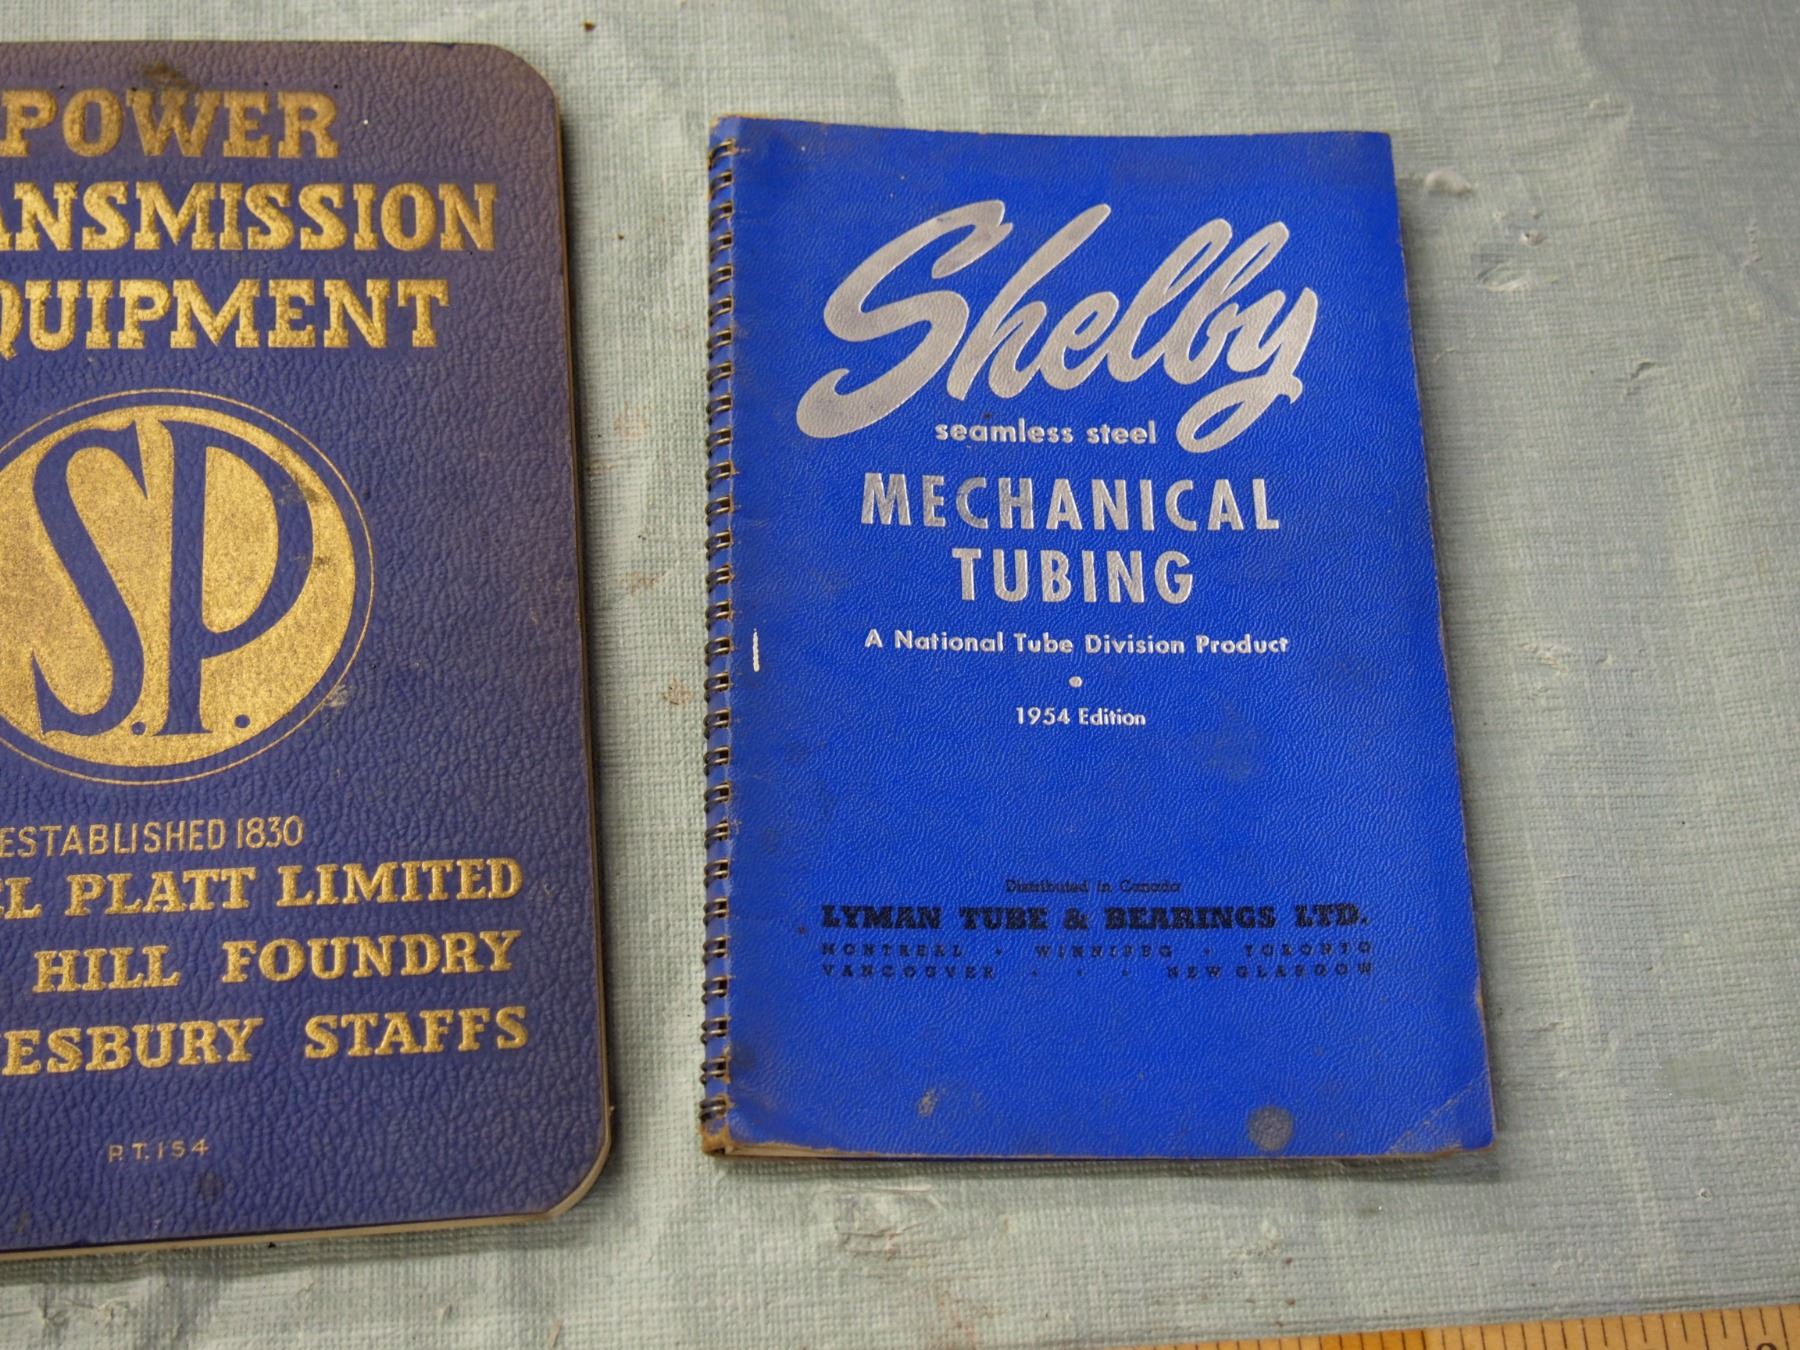 POWER
ANSMISSION
QUIPMENT
S.P.
ESTABLISHED 1830
EL PLATT LIMITED
HILL FOUNDRY
ESBURY STAFFS
P.T.154
Shelby
seamless steel
MECHANICAL
TUBING
A National Tube Division Product
•
1954 Edition
Distributed in Canada
LYMAN TUBE & BEARINGS LTD.
MONTREAL · WINNIPEG · TORONTO
VANCOUVER · · · NEW GLASGOW